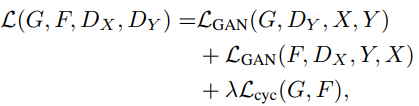 ℒ(G, F, D_X, D_Y) = ℒ_GAN(G, D_Y, X, Y)
+ ℒ_GAN(F, D_X, Y, X)
+ λℒ_cyc(G, F),